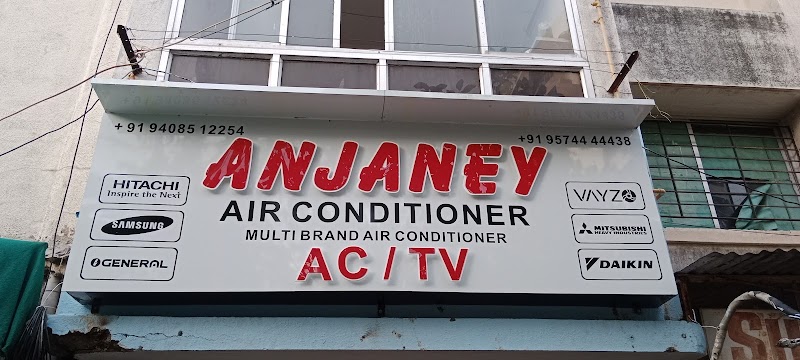 + 91 94085 12254
+91 95744 44438
ANJANEY
AIR CONDITIONER
MULTI BRAND AIR CONDITIONER
AC / TV
HITACHI
Inspire the Next
SAMSUNG
GENERAL
VAYZO
MITSUBISHI
HEAVY INDUSTRIES
DAIKIN